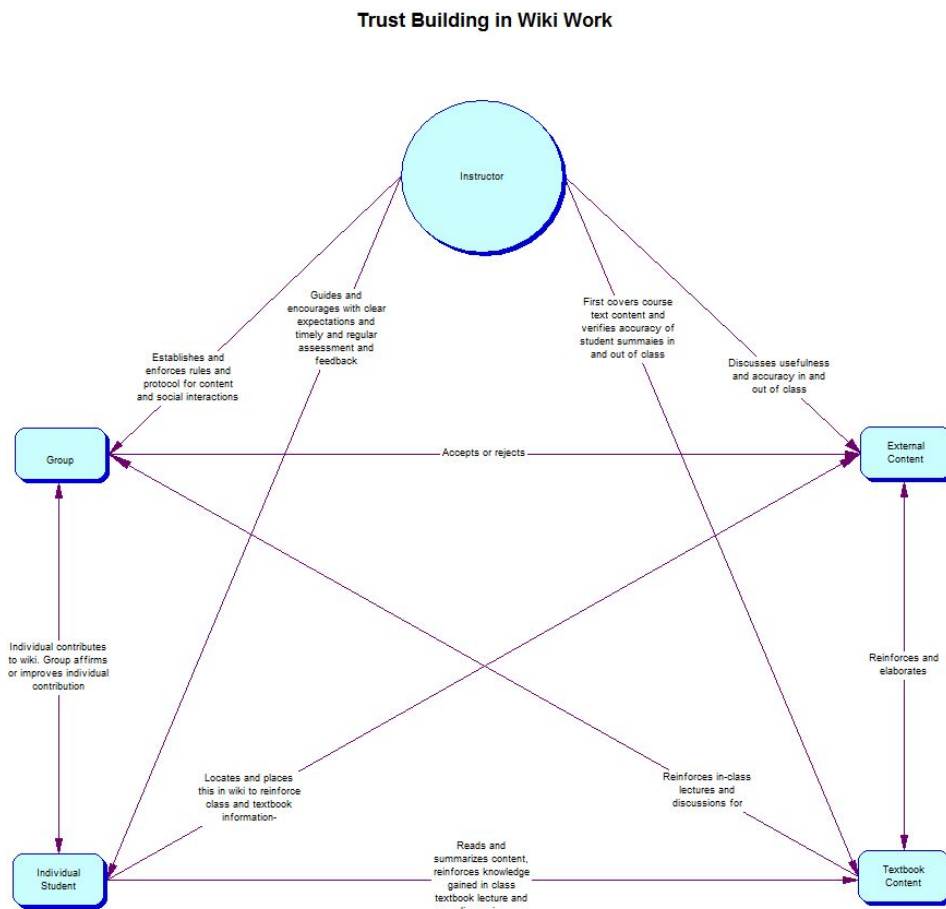 Trust Building in Wiki Work
Instructor
Guides and
encourages with clear
expectations and
timely and regular
assessment and
feedback
First covers course
text content and
verifies accuracy of
student summaies in
and out of class
Establishes and
enforces rules and
protocol for content
and social interactions
Discusses usefulness
and accuracy in and
out of class
Group
Accepts or rejects
External
Content
Individual contributes
to wiki. Group affirms
or improves individual
contribution
Reinforces and
elaborates
Locates and places
this in wiki to reinforce
class and textbook
information-
Reinforces in-class
lectures and
discussions for
Individual
Student
Reads and
summarizes content,
reinforces knowledge
gained in class
textbook lecture and
Textbook
Content